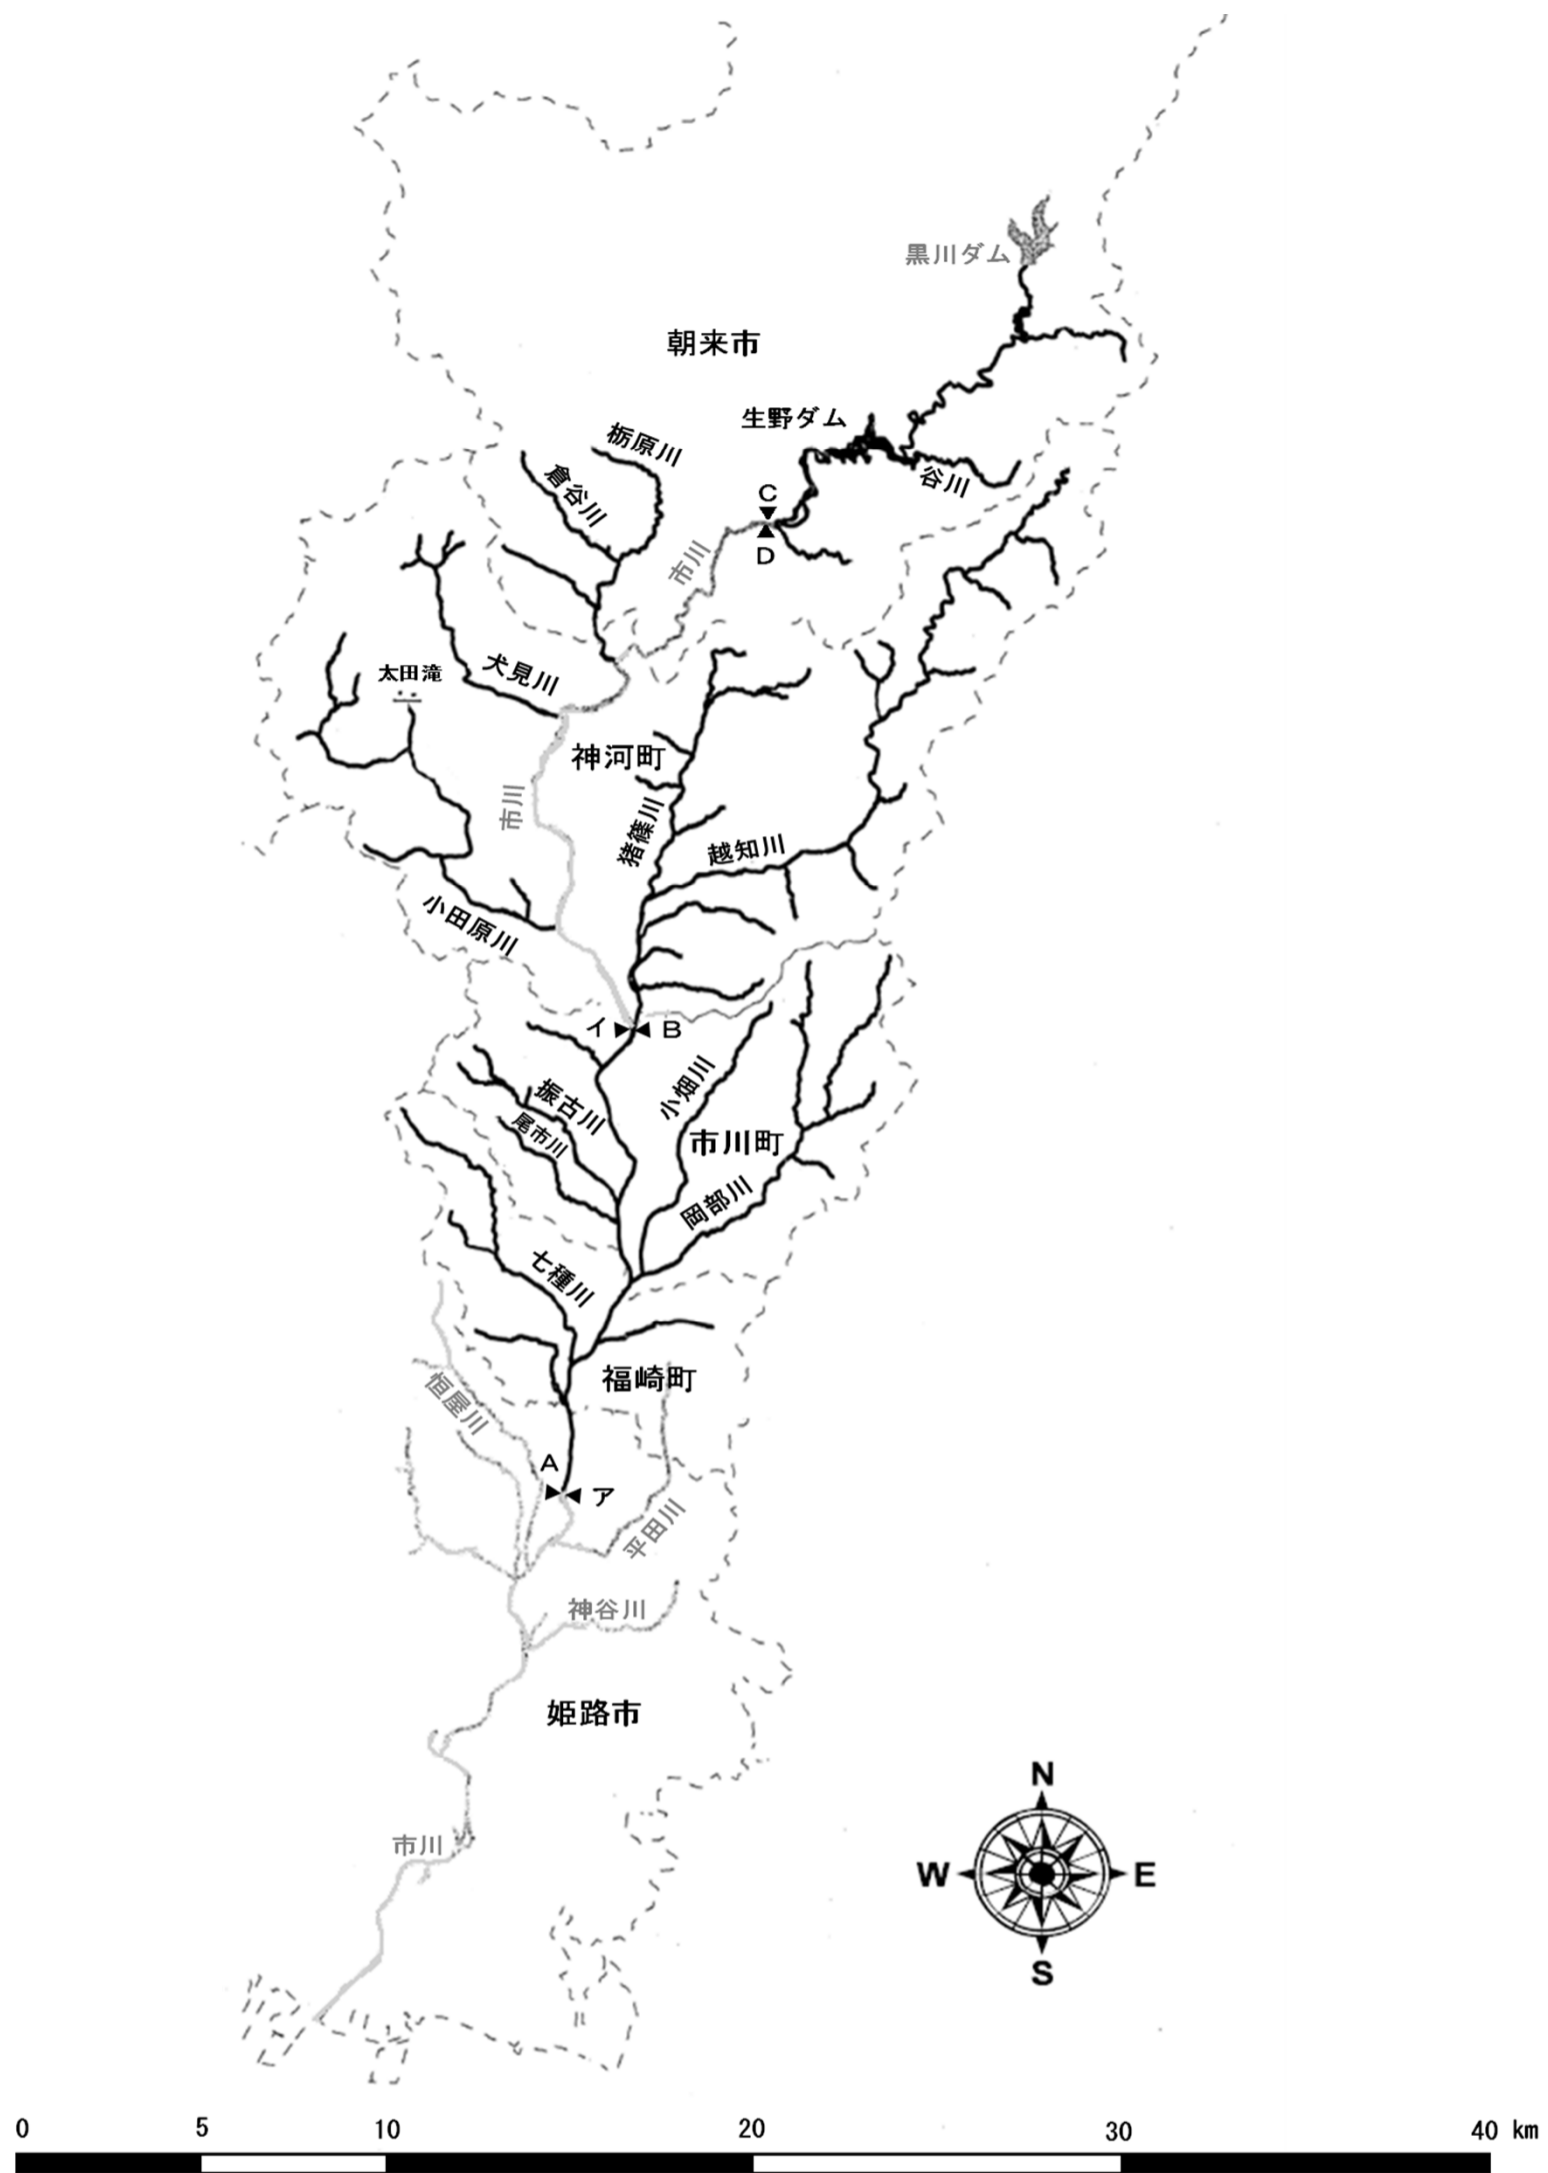 黒川ダム
朝来市
生野ダム
栃原川
倉谷川
谷川
C
D
市川
太田滝
犬見川
神河町
市川
猪篠川
越知川
小田原川
イ
B
小畑川
振古川
尾市川
市川町
岡部川
七種川
福崎町
恒屋川
A
ア
平田川
神谷川
姫路市
市川
N
W
E
S
0 5 10 20 30 40 km